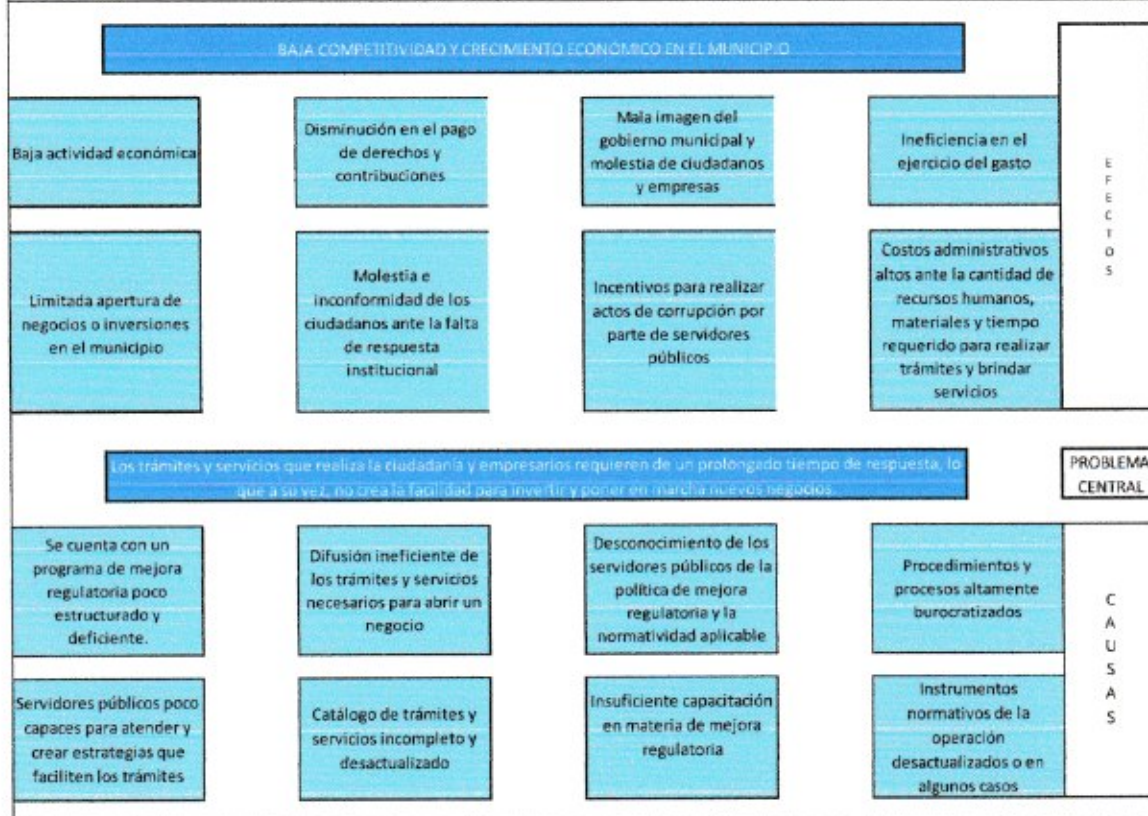 BAJA COMPETITIVIDAD Y CRECIMIENTO ECONÓMICO EN EL MUNICIPIO
Baja actividad económica
Disminución en el pago
de derechos y
contribuciones
Mala imagen del
gobierno municipal y
molestia de ciudadanos
y empresas
Ineficiencia en el
ejercicio del gasto
E
F
E
C
T
O
S
Limitada apertura de
negocios o inversiones
en el municipio
Molestia e
inconformidad de los
ciudadanos ante la falta
de respuesta
institucional
Incentivos para realizar
actos de corrupción por
parte de servidores
públicos
Costos administrativos
altos ante la cantidad de
recursos humanos,
materiales y tiempo
requerido para realizar
trámites y brindar
servicios
Los trámites y servicios que realiza la ciudadanía y empresarios requieren de un prolongado tiempo de respuesta, lo
que a su vez, no crea la facilidad para invertir y poner en marcha nuevos negocios
PROBLEMA
CENTRAL
Se cuenta con un
programa de mejora
regulatoria poco
estructurado y
deficiente.
Difusión ineficiente de
los trámites y servicios
necesarios para abrir un
negocio
Desconocimiento de los
servidores públicos de la
política de mejora
regulatoria y la
normatividad aplicable
Procedimientos y
procesos altamente
burocratizados
C
A
U
S
A
S
Servidores públicos poco
capaces para atender y
crear estrategias que
faciliten los trámites
Catálogo de trámites y
servicios incompleto y
desactualizado
Insuficiente capacitación
en materia de mejora
regulatoria
Instrumentos
normativos de la
operación
desactualizados o en
algunos casos